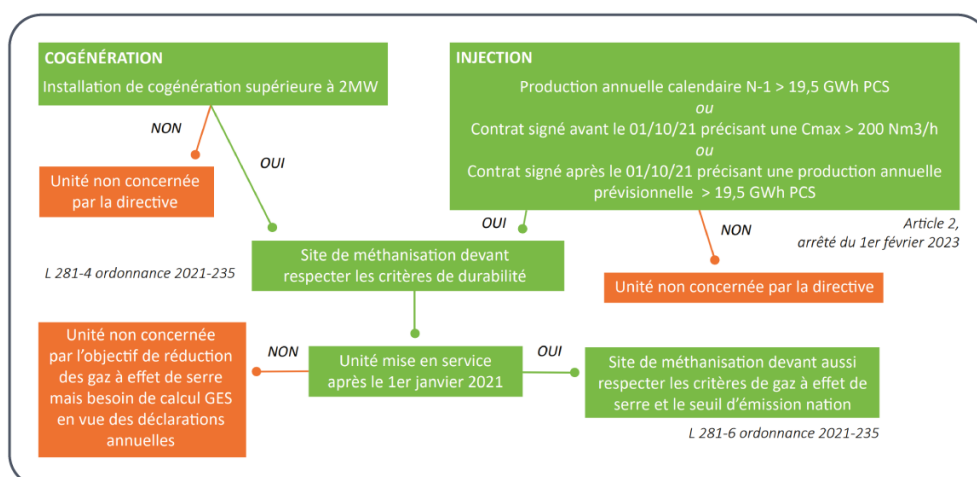 COGÉNÉRATION
Installation de cogénération supérieure à 2MW
INJECTION
Production annuelle calendaire N-1 > 19,5 GWh PCS
ou
Contrat signé avant le 01/10/21 précisant une Cmax > 200 Nm3/h
ou
Contrat signé après le 01/10/21 précisant une production annuelle
prévisionnelle > 19,5 GWh PCS
NON
OUI
Unité non concernée
par la directive
OUI
NON
Article 2,
arrêté du 1er février 2023
L 281-4 ordonnance 2021-235
Site de méthanisation devant
respecter les critères de durabilité
Unité non concernée par la directive
Unité non concernée
par l'objectif de réduction
des gaz à effet de serre
mais besoin de calcul GES
en vue des déclarations
annuelles
NON
Unité mise en service
après le 1er janvier 2021
OUI
Site de méthanisation devant aussi
respecter les critères de gaz à effet de
serre et le seuil d'émission nation
L 281-6 ordonnance 2021-235